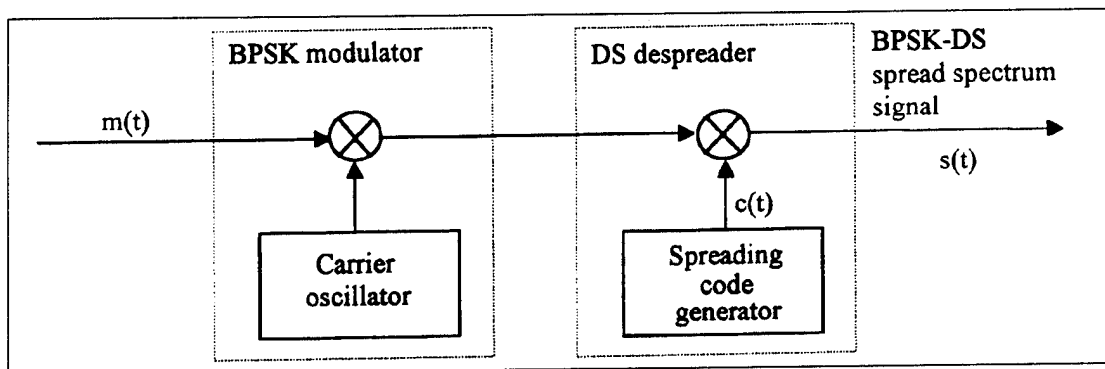 BPSK modulator
DS despreader
BPSK-DS
spread spectrum
signal
m(t)
s(t)
c(t)
Carrier
oscillator
Spreading
code
generator